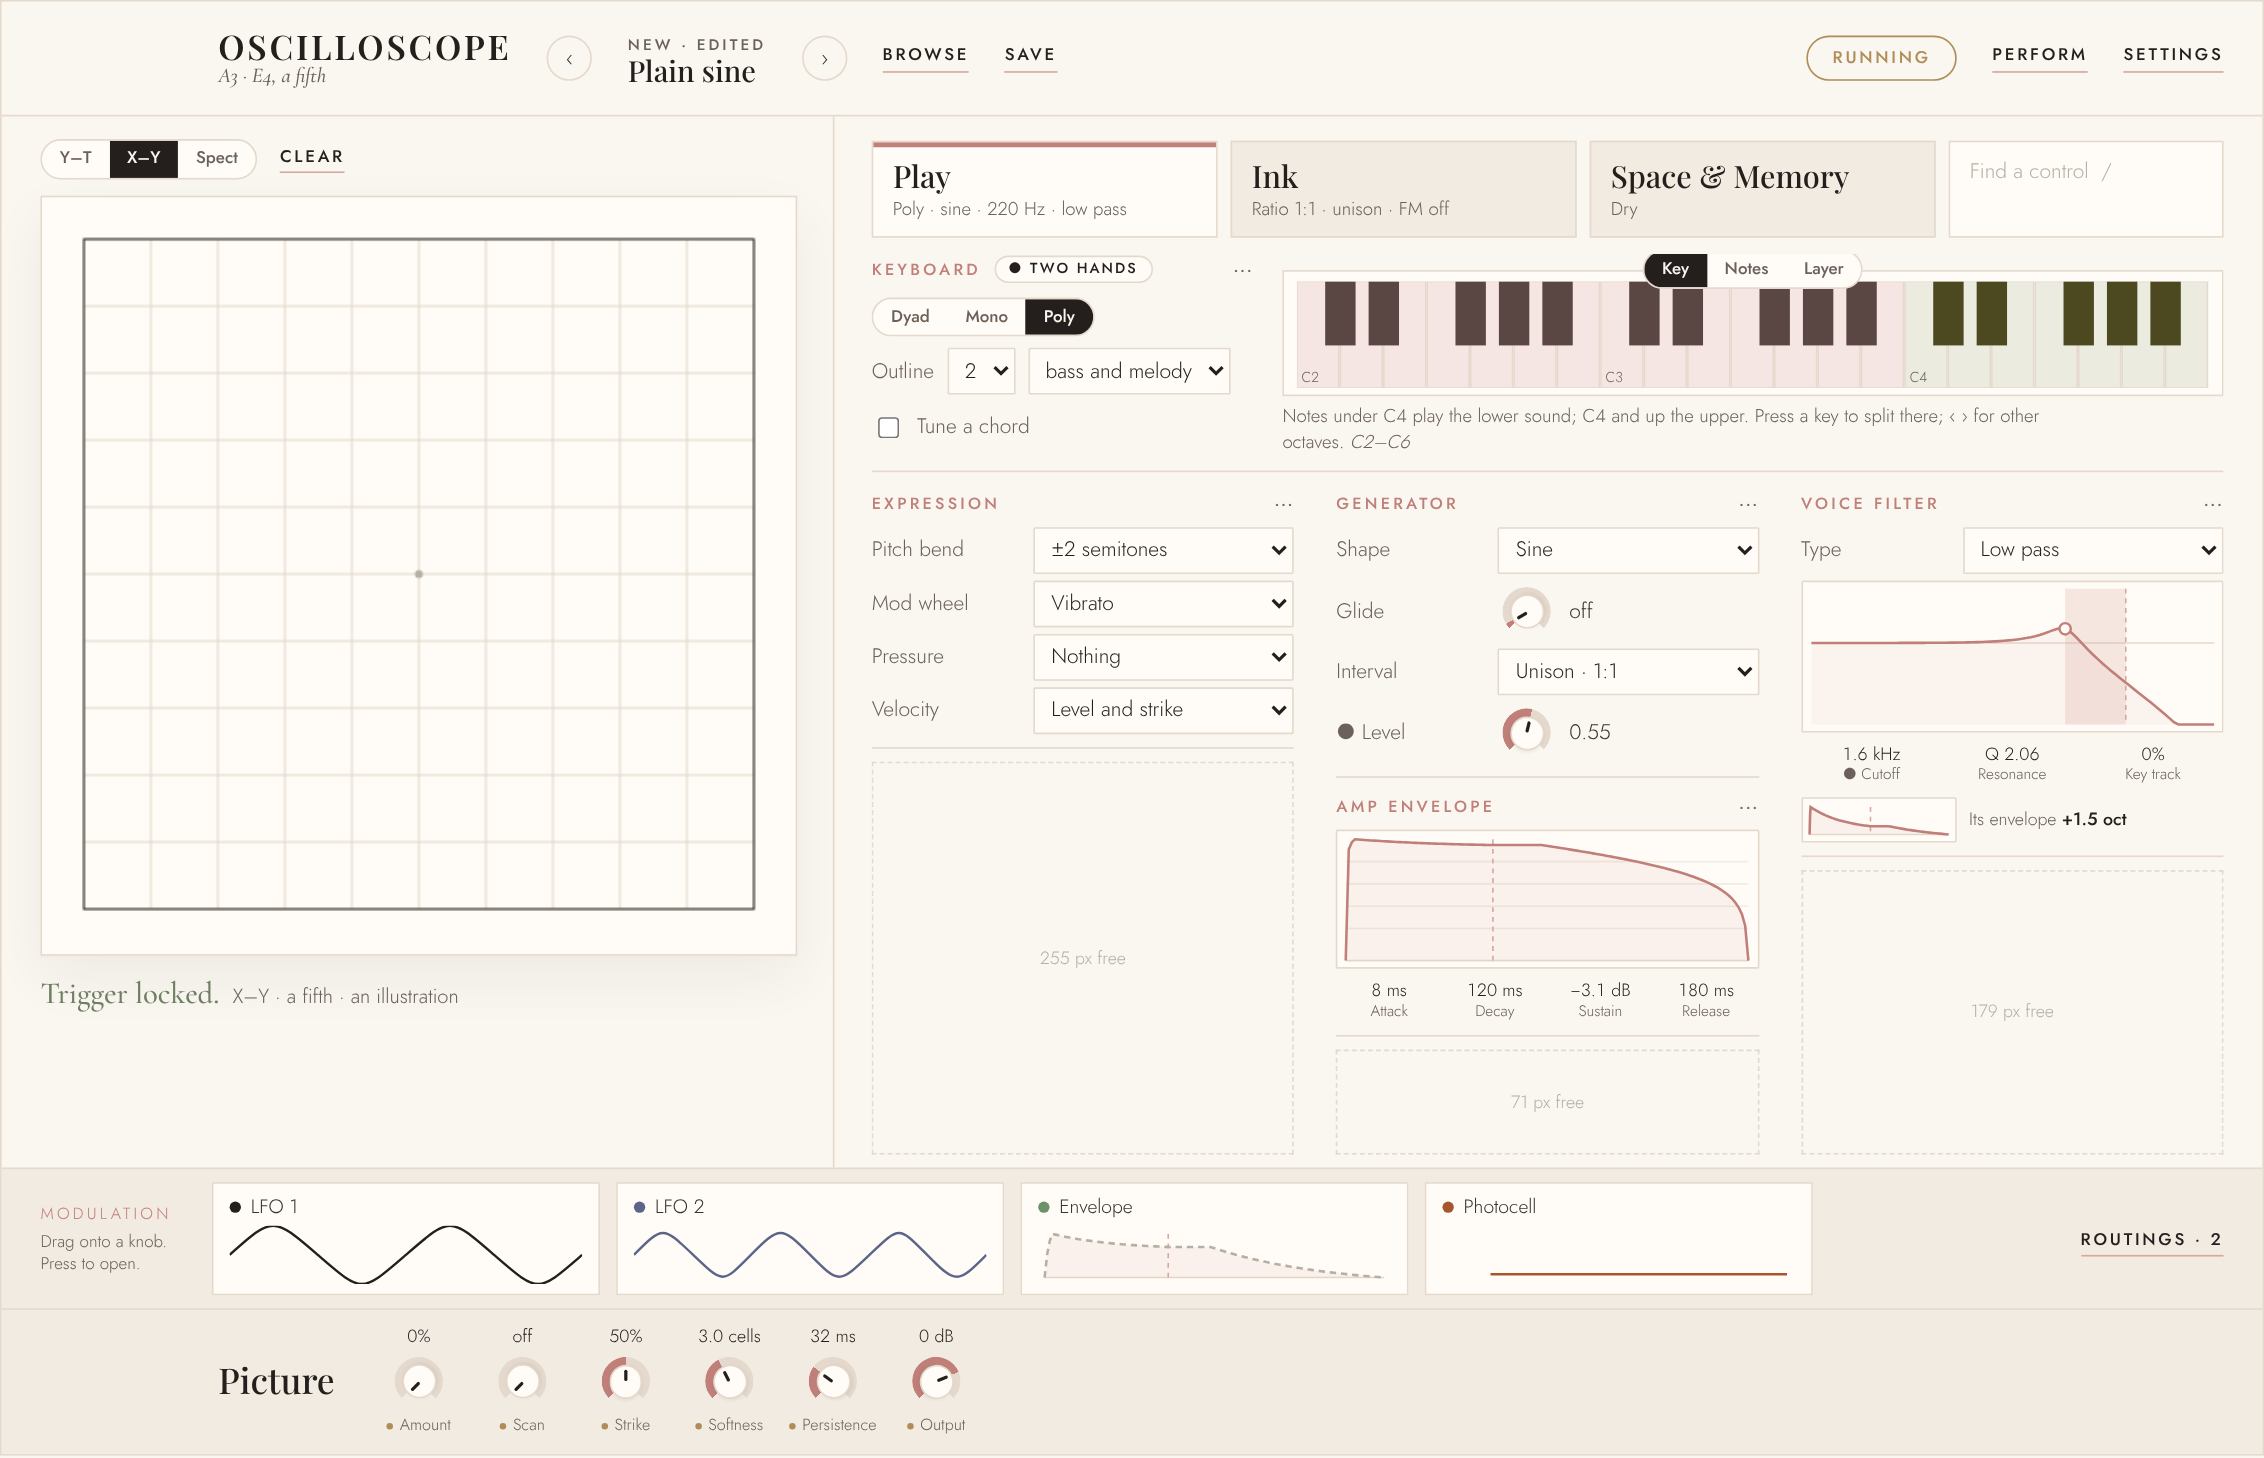 OSCILLOSCOPE
A3 · E4, a fifth
‹
NEW · EDITED
Plain sine
›
BROWSE
SAVE
RUNNING
PERFORM
SETTINGS
Y–T
X–Y
Spect
CLEAR
Trigger locked. X–Y · a fifth · an illustration
Play
Poly · sine · 220 Hz · low pass
Ink
Ratio 1:1 · unison · FM off
Space & Memory
Dry
Find a control /
KEYBOARD
TWO HANDS
···
Dyad
Mono
Poly
Outline
2
bass and melody
Tune a chord
Key
Notes
Layer
C2
C3
C4
Notes under C4 play the lower sound; C4 and up the upper. Press a key to split there; ‹ › for other
octaves. C2–C6
EXPRESSION
···
Pitch bend
±2 semitones
Mod wheel
Vibrato
Pressure
Nothing
Velocity
Level and strike
255 px free
GENERATOR
···
Shape
Sine
Glide
off
Interval
Unison · 1:1
Level
0.55
AMP ENVELOPE
···
8 ms
120 ms
−3.1 dB
180 ms
Attack
Decay
Sustain
Release
71 px free
VOICE FILTER
···
Type
Low pass
1.6 kHz
Q 2.06
0%
Cutoff
Resonance
Key track
Its envelope +1.5 oct
179 px free
MODULATION
Drag onto a knob.
Press to open.
LFO 1
LFO 2
Envelope
Photocell
ROUTINGS · 2
Picture
0%
off
50%
3.0 cells
32 ms
0 dB
Amount
Scan
Strike
Softness
Persistence
Output